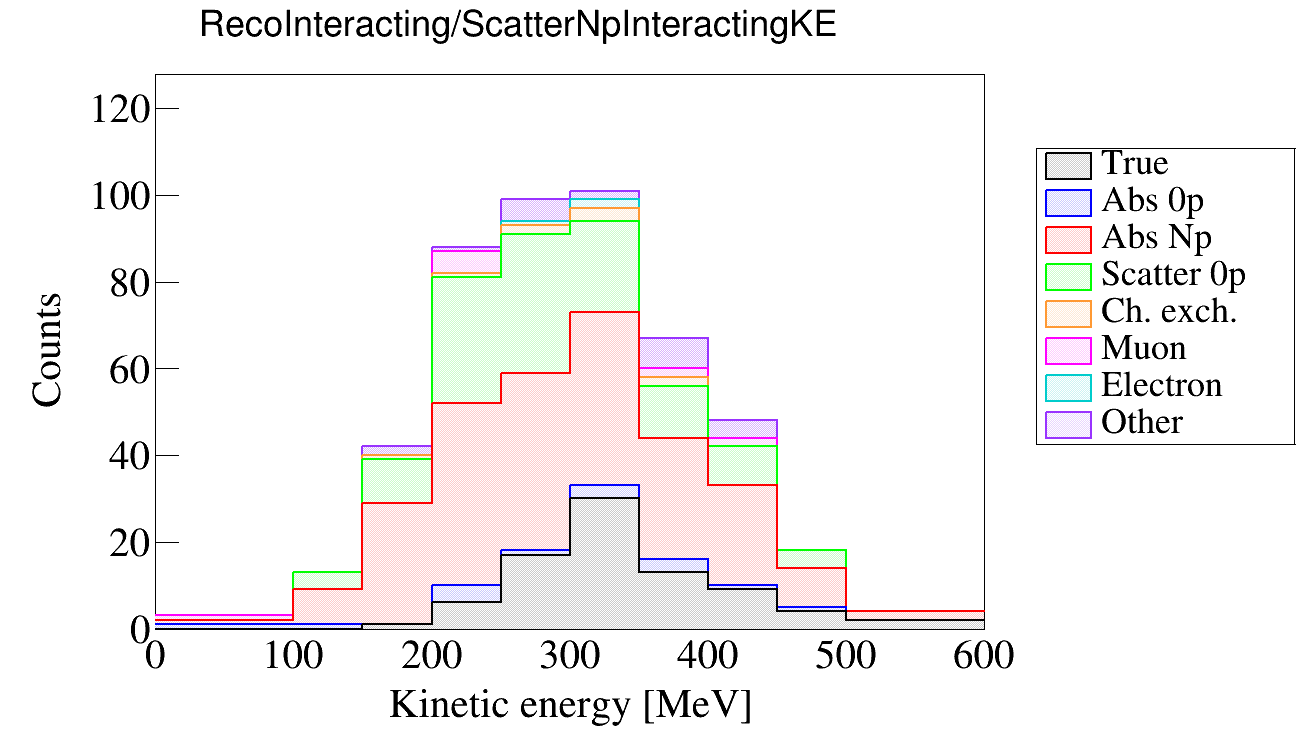 RecoInteracting/ScatterNpInteractingKE
120
100
80
60
40
20
0
Counts
0 100 200 300 400 500 600
Kinetic energy [MeV]
True
Abs 0p
Abs Np
Scatter 0p
Ch. exch.
Muon
Electron
Other